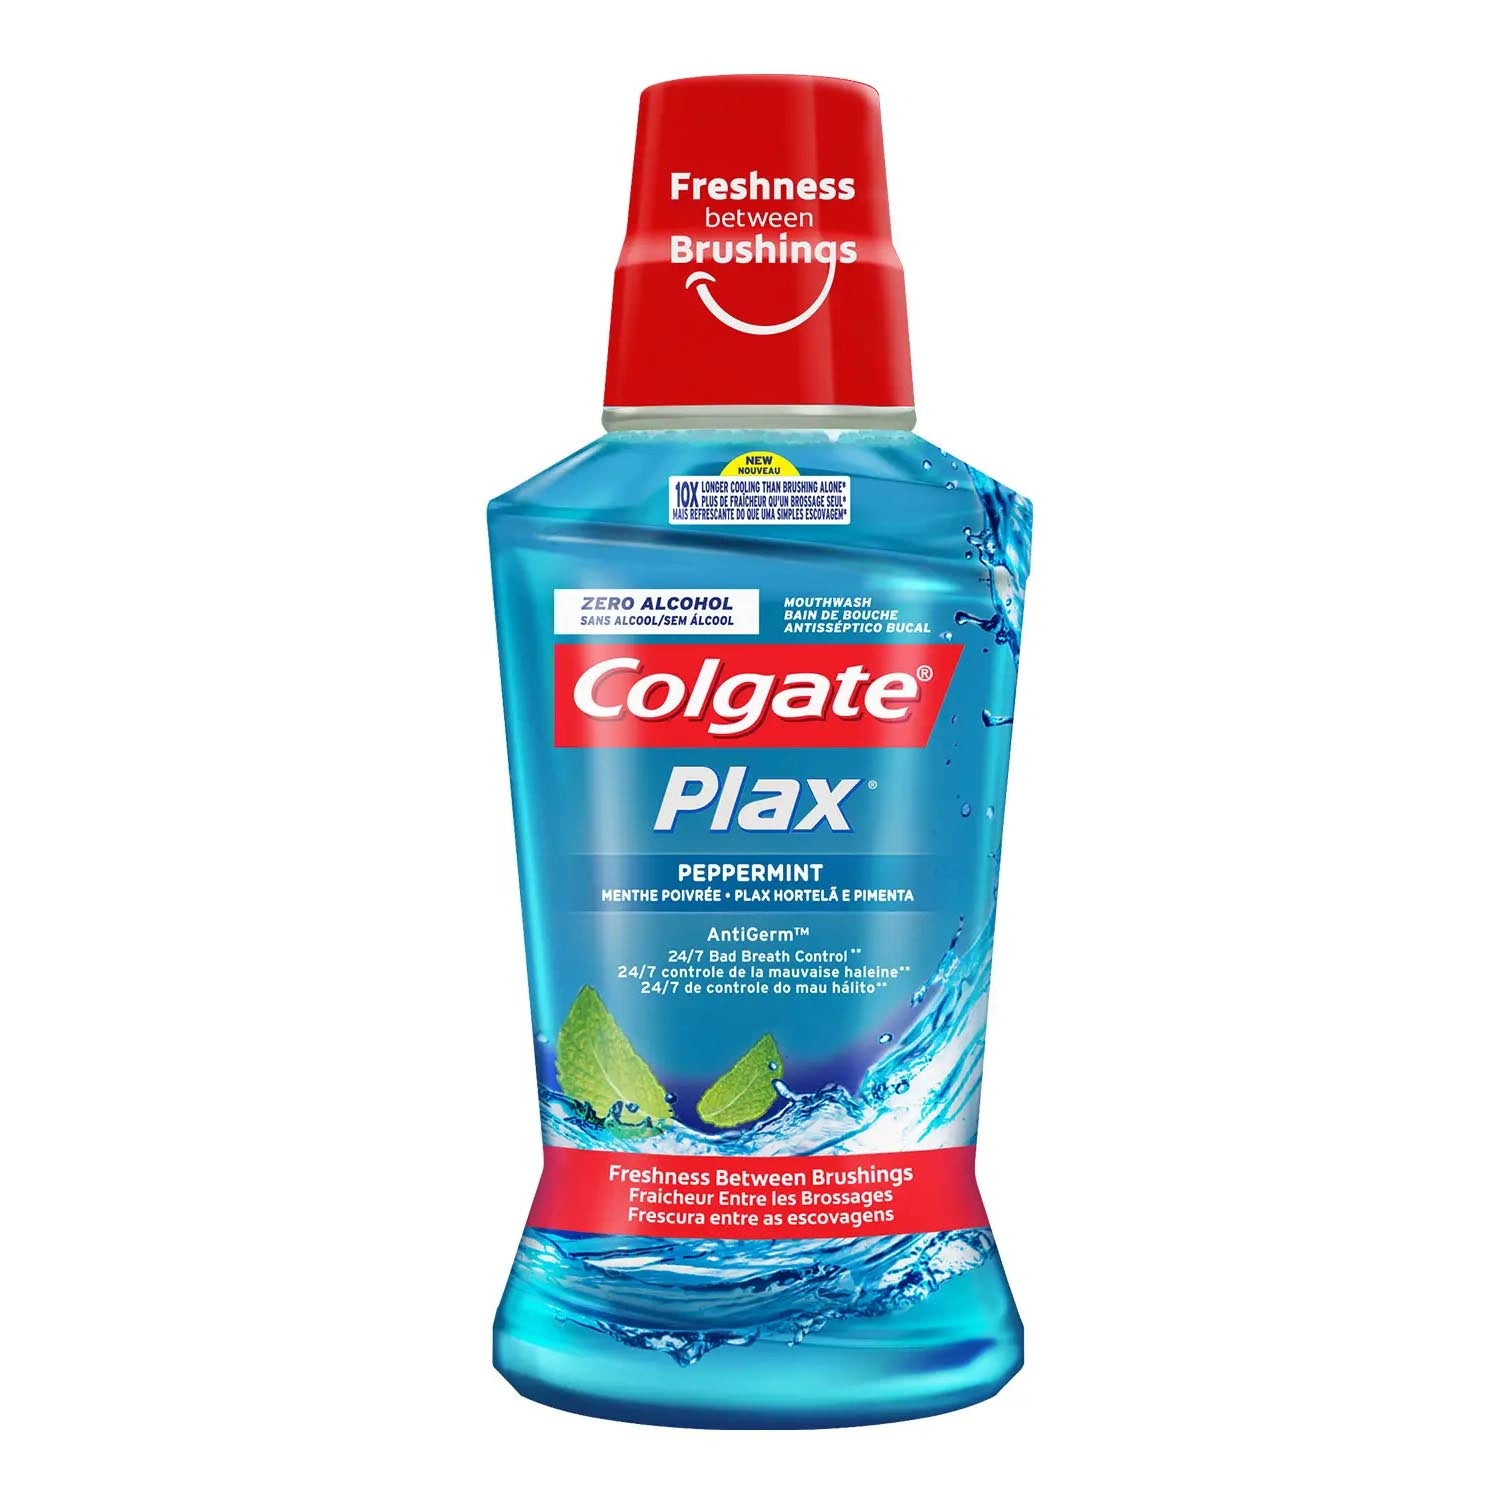 Freshness
between
Brushings
NEW
NOUVEAU
10X LONGER COOLING THAN BRUSHING ALONE*
PLUS DE FRAÎCHEUR QU'UN BROSSAGE SEUL*
MAIS REFRESCANTE DO QUE UMA SIMPLES ESCOVAGEM*
ZERO ALCOHOL
SANS ALCOOL/SEM ÁLCOOL
MOUTHWASH
BAIN DE BOUCHE
ANTISSÉPTICO BUCAL
Colgate®
Plax®
PEPPERMINT
MENTHE POIVRÉE • PLAX HORTELÃ E PIMENTA
AntiGerm™
24/7 Bad Breath Control**
24/7 controle de la mauvaise haleine**
24/7 de controle do mau hálito**
Freshness Between Brushings
Fraicheur Entre les Brossages
Frescura entre as escovagens